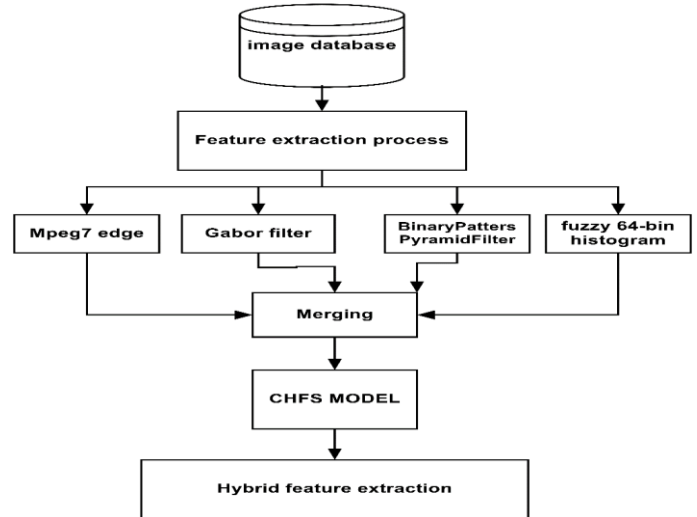 image database
Feature extraction process
Mpeg7 edge
Gabor filter
BinaryPatters
PyramidFilter
fuzzy 64-bin
histogram
Merging
CHFS MODEL
Hybrid feature extraction